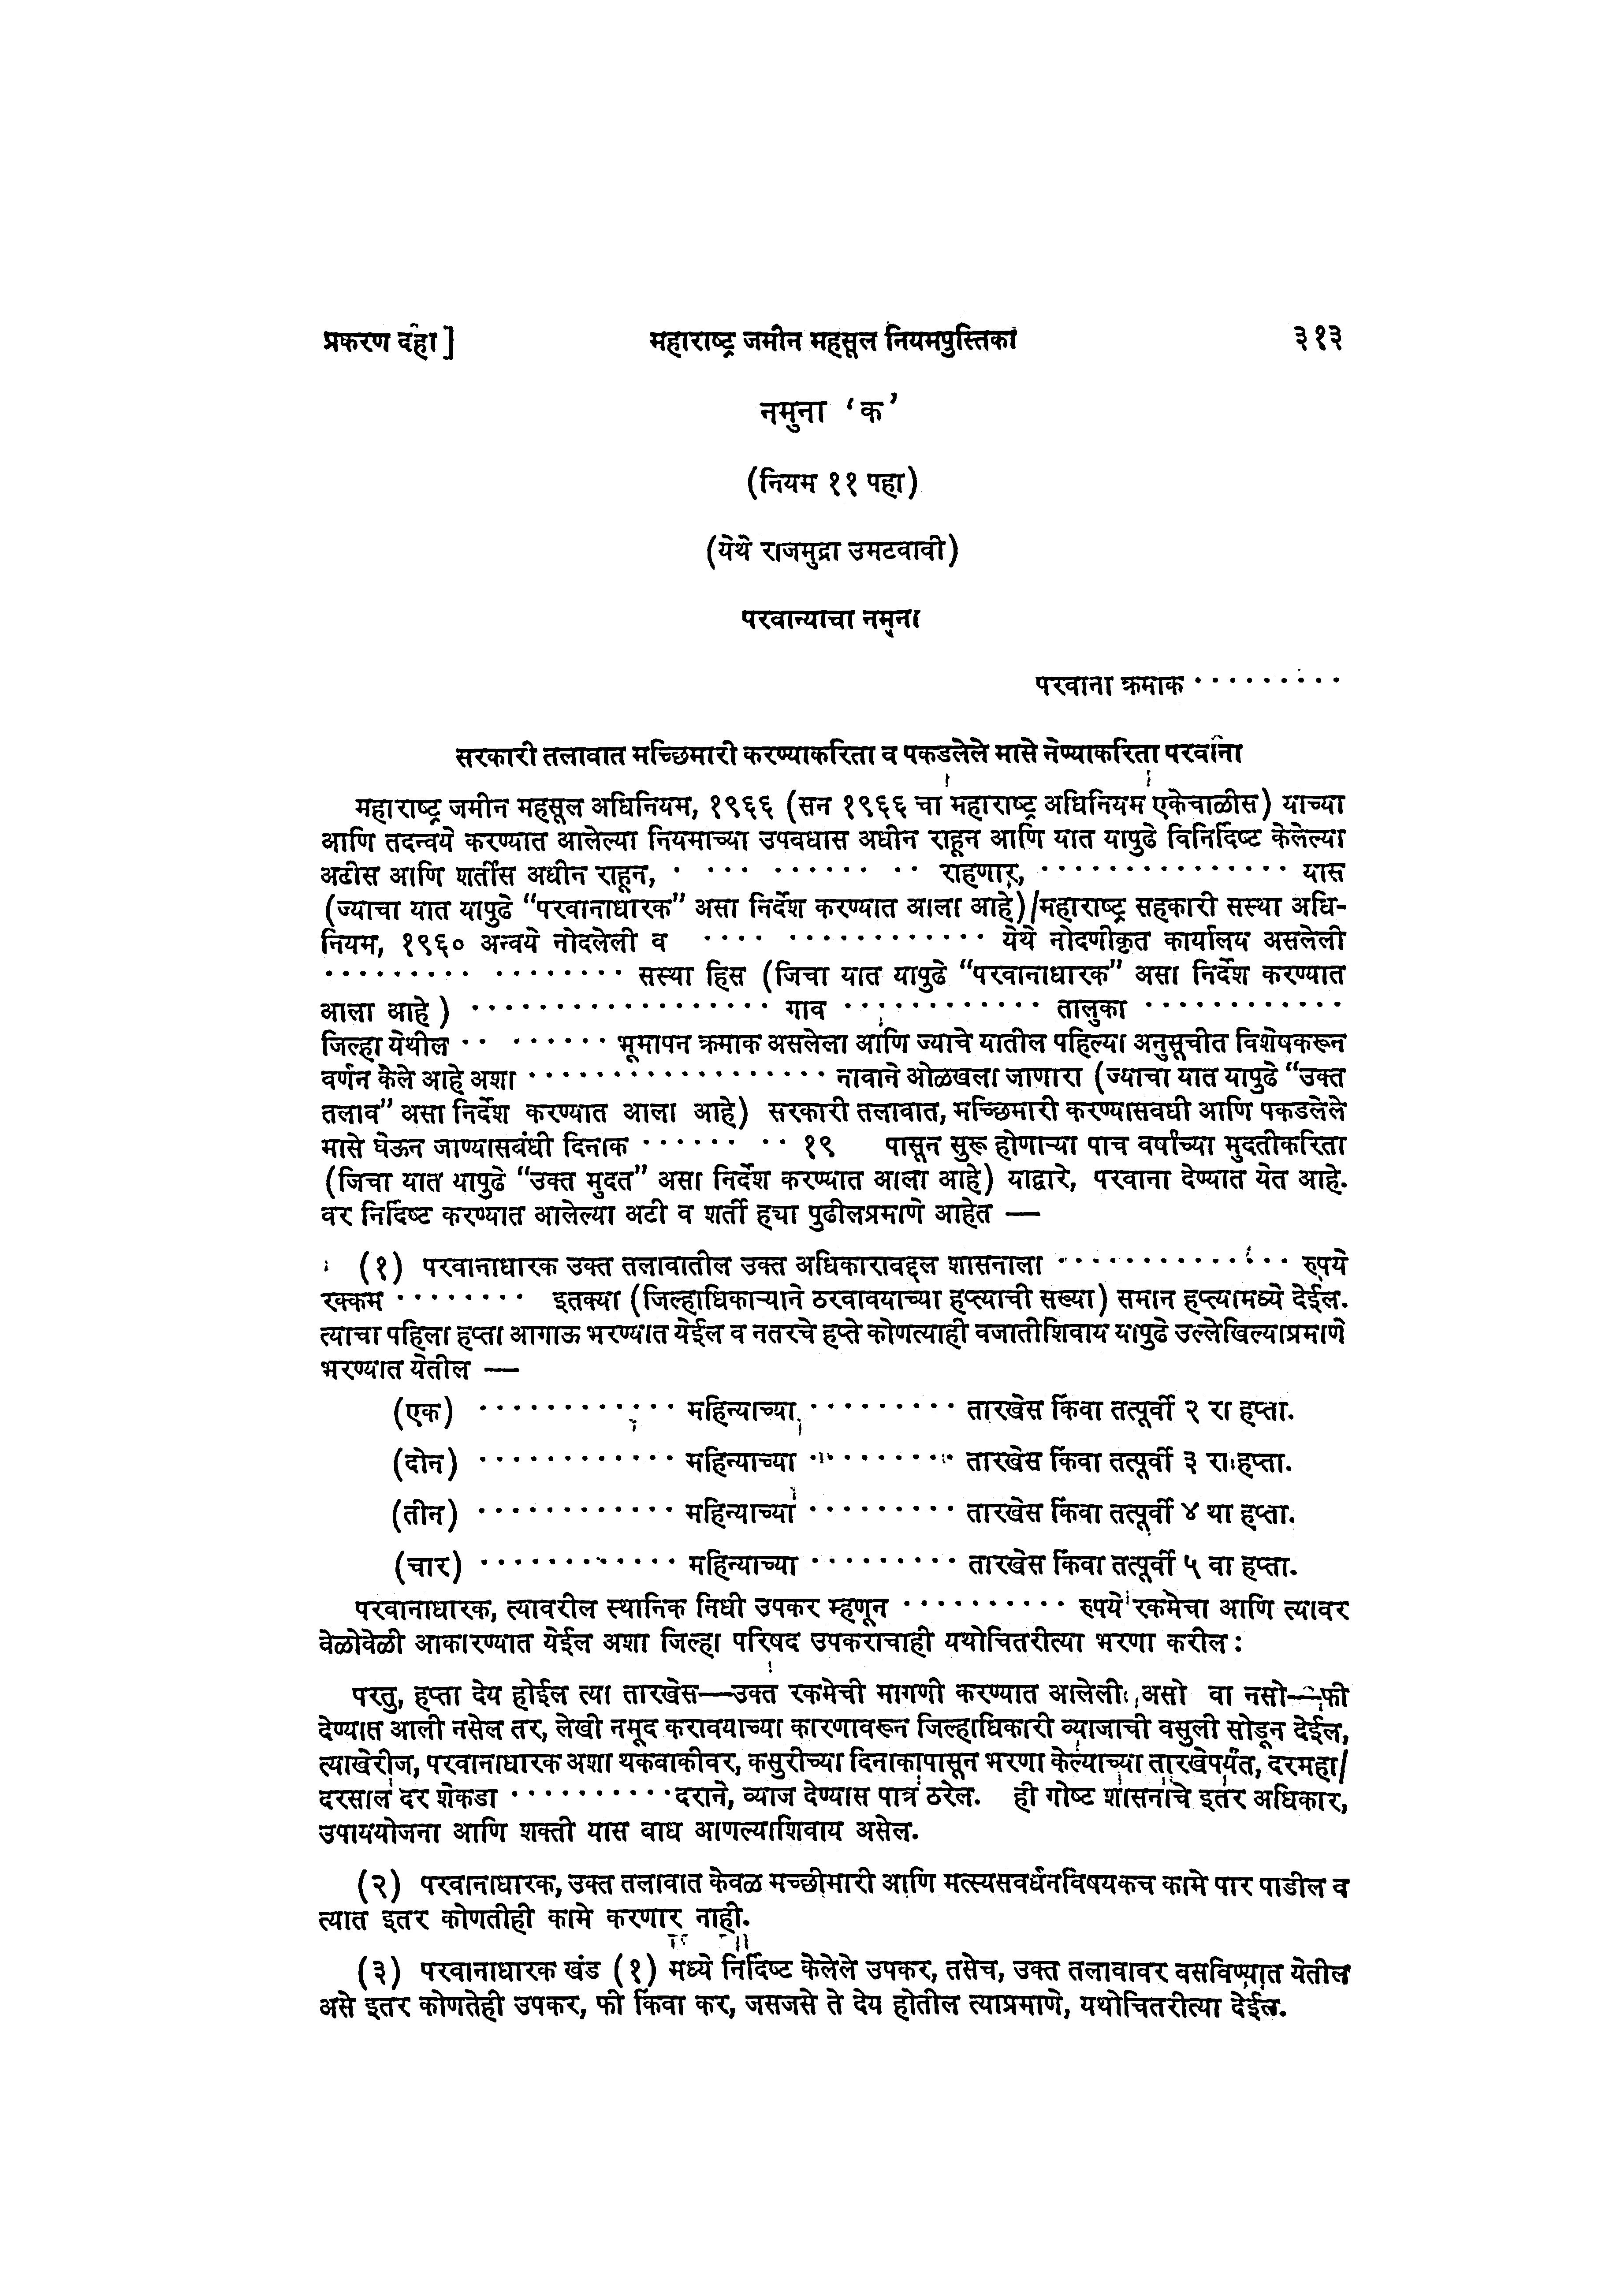 प्रकरण दहा] महाराष्ट्र जमीन महसूल नियमपुस्तिका ३१३
नमुना ‘क’
(नियम ११ पहा)
(येथे राजमुद्रा उमटवावी)
परवान्याचा नमुना
परवाना क्रमाक .........
सरकारी तलावात मच्छिमारी करण्याकरिता व पकडलेले मासे नेण्याकरिता परवाना
महाराष्ट्र जमीन महसूल अधिनियम, १९६६ (सन १९६६ चा महाराष्ट्र अधिनियम एकेचाळीस) याच्या
आणि तदन्वये करण्यात आलेल्या नियमाच्या उपवधास अधीन राहून आणि यात यापुढे विनिर्दिष्ट केलेल्या
अटीस आणि शर्तीस अधीन राहून, . ... ...... .. राहणार, ............... यास
(ज्याचा यात यापुढे “परवानाधारक” असा निर्देश करण्यात आला आहे)/महाराष्ट्र सहकारी सस्था अधि-
नियम, १९६० अन्वये नोदलेली व .... ............ येथे नोदणीकृत कार्यालय असलेली
......... ........ सस्था हिस (जिचा यात यापुढे “परवानाधारक” असा निर्देश करण्यात
आला आहे) .................. गाव ............ तालुका ............
जिल्हा येथील .. ...... भूमापन क्रमाक असलेला आणि ज्याचे यातील पहिल्या अनुसूचीत विशेषकरून
वर्णन केले आहे अशा .................. नावाने ओळखला जाणारा (ज्याचा यात यापुढे “उक्त
तलाव” असा निर्देश करण्यात आला आहे) सरकारी तलावात, मच्छिमारी करण्यासवधी आणि पकडलेले
मासे घेऊन जाण्यासबंधी दिनाक ...... .. १९ पासून सुरू होणाऱ्या पाच वर्षांच्या मुदतीकरिता
(जिचा यात यापुढे “उक्त मुदत” असा निर्देश करण्यात आला आहे) याद्वारे, परवाना देण्यात येत आहे.
वर निर्दिष्ट करण्यात आलेल्या अटी व शर्ती ह्या पुढीलप्रमाणे आहेत —
(१) परवानाधारक उक्त तलावातील उक्त अधिकारावद्दल शासनाला .............. रुपये
रक्कम ........ इतक्या (जिल्हाधिकाऱ्याने ठरवावयाच्या हप्त्याची सख्या) समान हप्त्यामध्ये देईल.
त्याचा पहिला हप्ता आगाऊ भरण्यात येईल व नतरचे हप्ते कोणत्याही वजातीशिवाय यापुढे उल्लेखिल्याप्रमाणे
भरण्यात येतील —
(एक) ............ महिन्याच्या ......... तारखेस किंवा तत्पूर्वी २ रा हप्ता.
(दोन) ............ महिन्याच्या ......... तारखेस किंवा तत्पूर्वी ३ रा हप्ता.
(तीन) ............ महिन्याच्या ......... तारखेस किंवा तत्पूर्वी ४ था हप्ता.
(चार) ............ महिन्याच्या ......... तारखेस किंवा तत्पूर्वी ५ वा हप्ता.
परवानाधारक, त्यावरील स्थानिक निधी उपकर म्हणून .......... रुपये रकमेचा आणि त्यावर
वेळोवेळी आकारण्यात येईल अशा जिल्हा परिषद उपकराचाही यथोचितरीत्या भरणा करील :
परतु, हप्ता देय होईल त्या तारखेस—उक्त रकमेची मागणी करण्यात आलेली असो वा नसो—फी
देण्यात आली नसेल तर, लेखी नमूद करावयाच्या कारणावरून जिल्हाधिकारी व्याजाची वसुली सोडून देईल,
त्याखेरीज, परवानाधारक अशा थकवाकीवर, कसुरीच्या दिनाकापासून भरणा केल्याच्या तारखेपर्यंत, दरमहा/
दरसाल दर शेकडा .......... दराने, व्याज देण्यास पात्र ठरेल. ही गोष्ट शासनाचे इतर अधिकार,
उपाययोजना आणि शक्ती यास वाध आणल्याशिवाय असेल.
(२) परवानाधारक, उक्त तलावात केवळ मच्छीमारी आणि मत्स्यसवर्धनविषयकच कामे पार पाडील व
त्यात इतर कोणतीही कामे करणार नाही.
(३) परवानाधारक खंड (१) मध्ये निर्दिष्ट केलेले उपकर, तसेच, उक्त तलावावर वसविण्यात येतील
असे इतर कोणतेही उपकर, फी किंवा कर, जसजसे ते देय होतील त्याप्रमाणे, यथोचितरीत्या देईल.